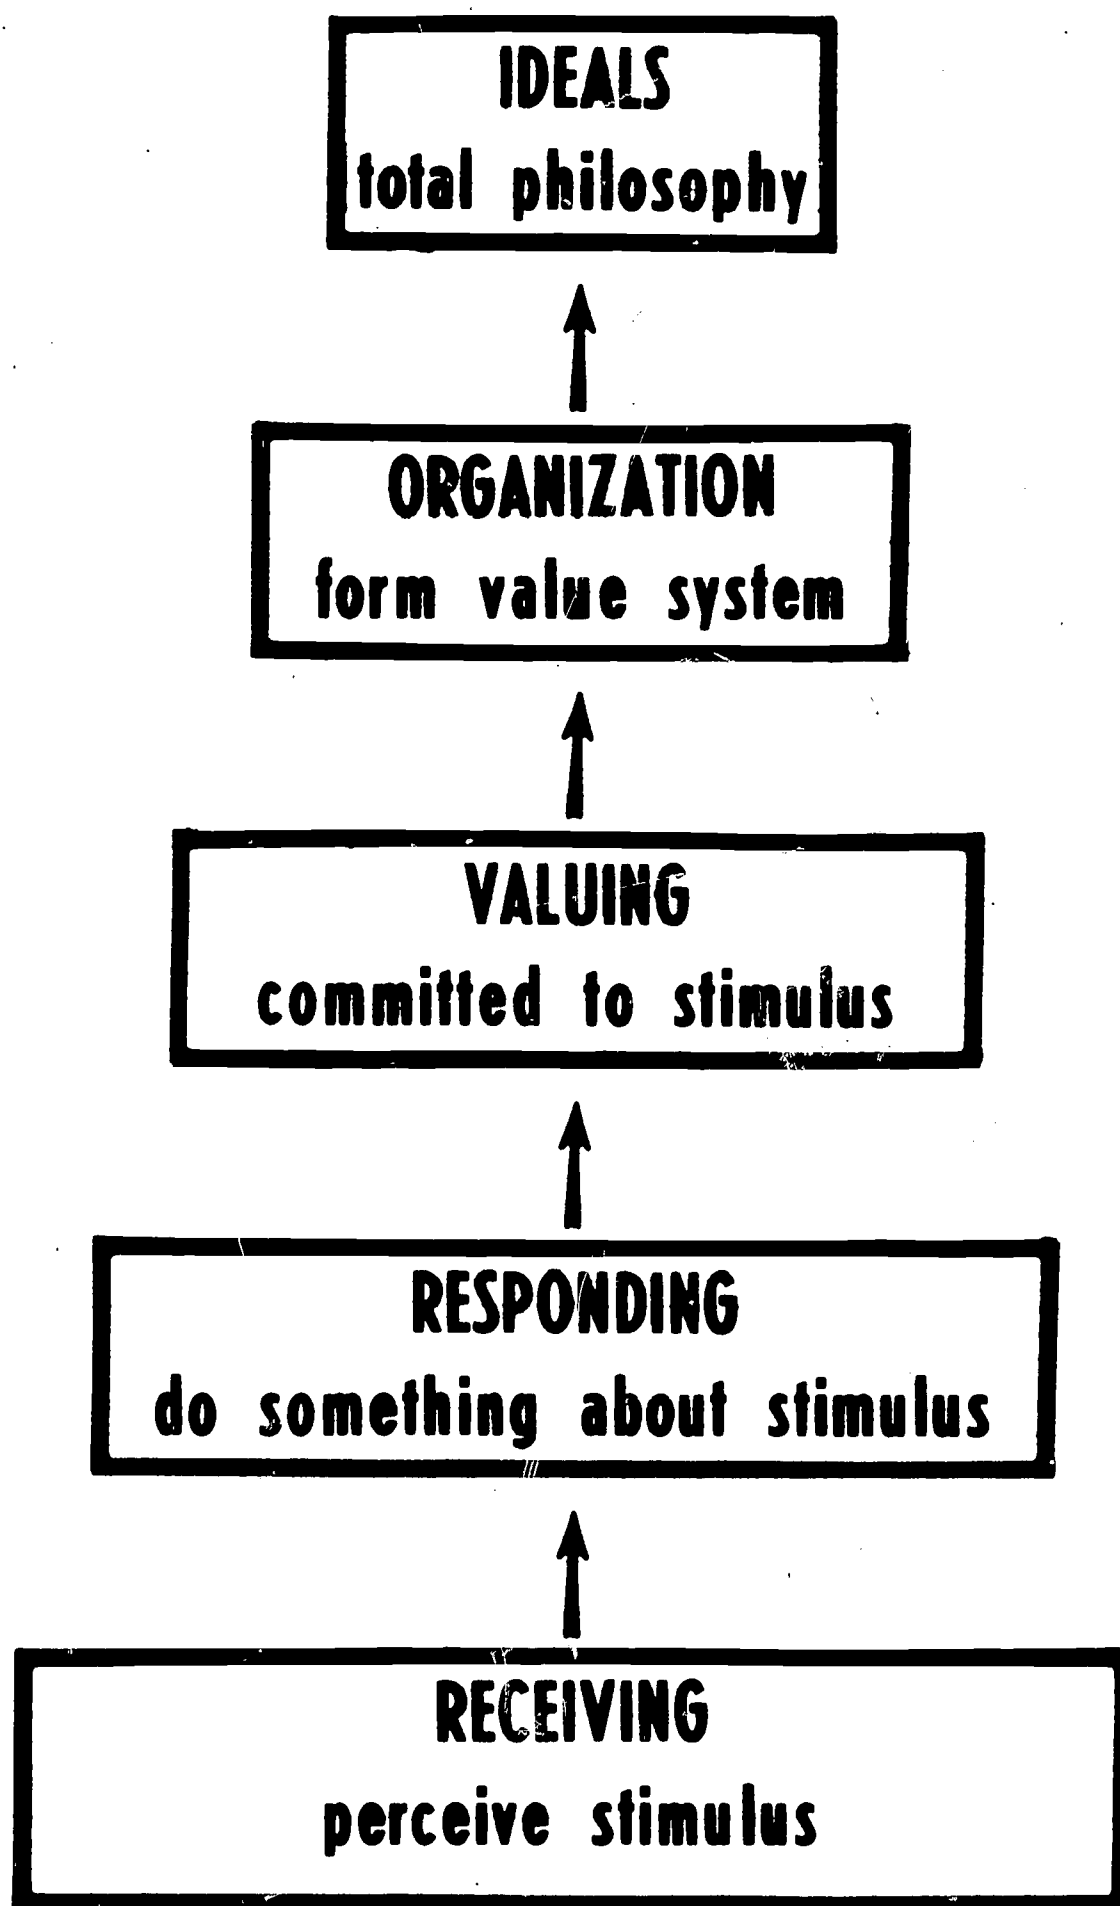 IDEALS
total philosophy
ORGANIZATION
form value system
VALUING
committed to stimulus
RESPONDING
do something about stimulus
RECEIVING
perceive stimulus